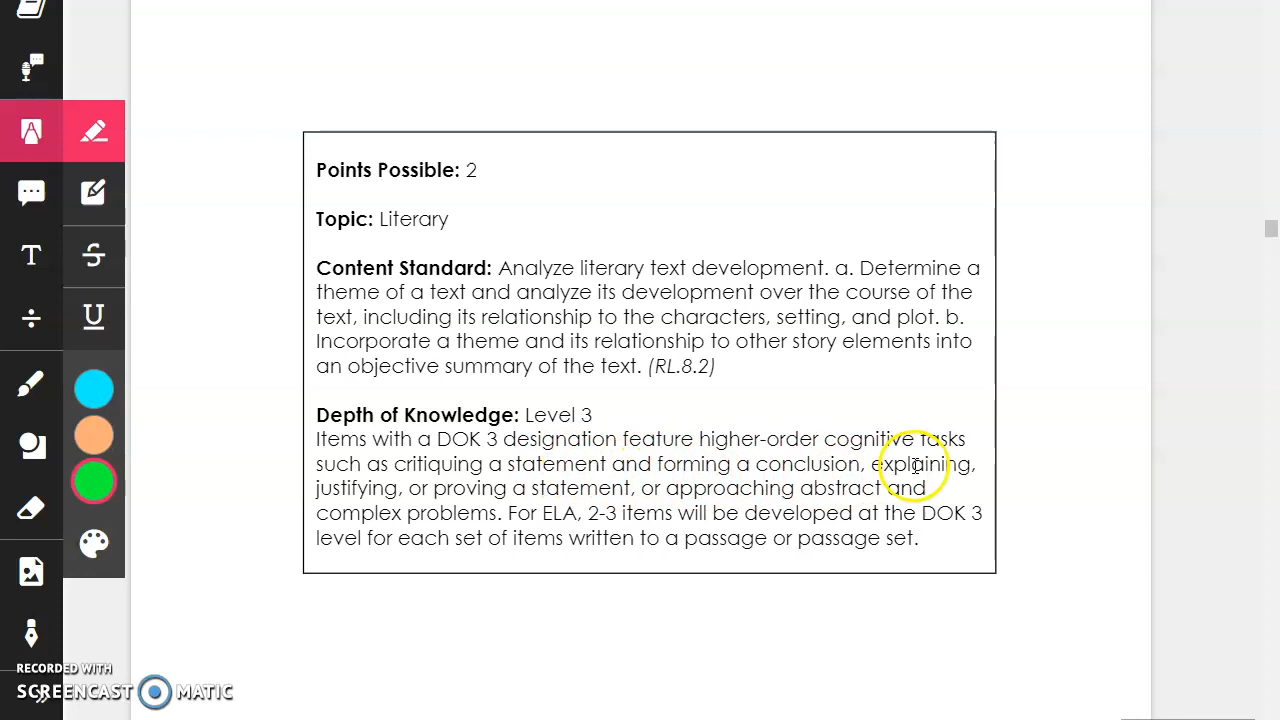 Points Possible: 2
Topic: Literary
Content Standard: Analyze literary text development. a. Determine a
theme of a text and analyze its development over the course of the
text, including its relationship to the characters, setting, and plot. b.
Incorporate a theme and its relationship to other story elements into
an objective summary of the text. (RL.8.2)
Depth of Knowledge: Level 3
Items with a DOK 3 designation feature higher-order cognitive tasks
such as critiquing a statement and forming a conclusion, explaining,
justifying, or proving a statement, or approaching abstract and
complex problems. For ELA, 2-3 items will be developed at the DOK 3
level for each set of items written to a passage or passage set.
RECORDED WITH
SCREENCAST MATIC